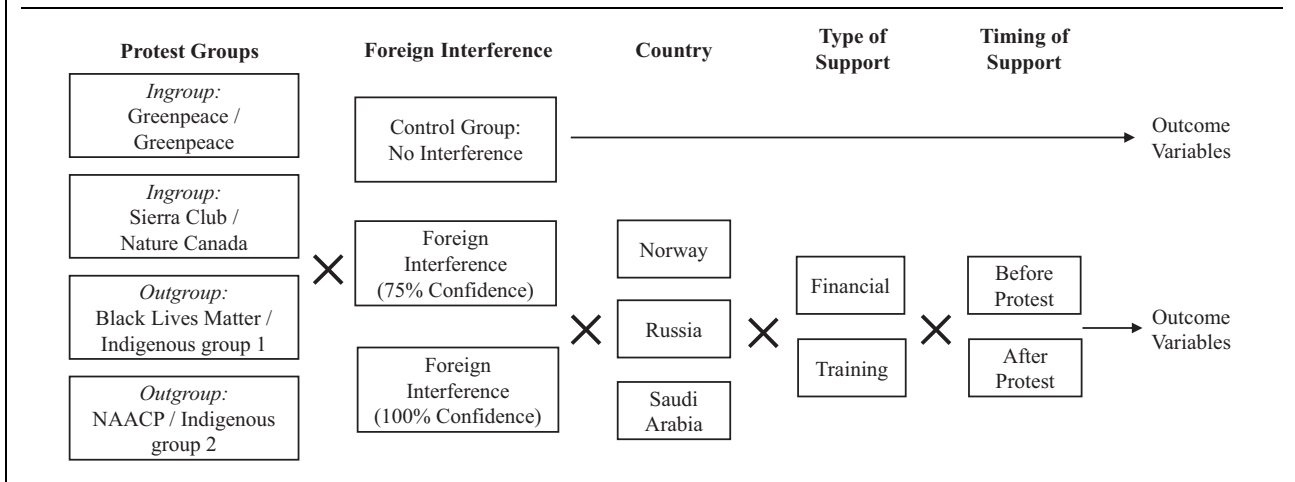 Protest Groups
Foreign Interference
Country
Type of
Support
Timing of
Support
Ingroup:
Greenpeace /
Greenpeace
Ingroup:
Sierra Club /
Nature Canada
Outgroup:
Black Lives Matter /
Indigenous group 1
Outgroup:
NAACP / Indigenous
group 2
Control Group:
No Interference
Foreign
Interference
(75% Confidence)
Foreign
Interference
(100% Confidence)
Norway
Russia
Saudi
Arabia
Financial
Training
Before
Protest
After
Protest
Outcome
Variables
Outcome
Variables